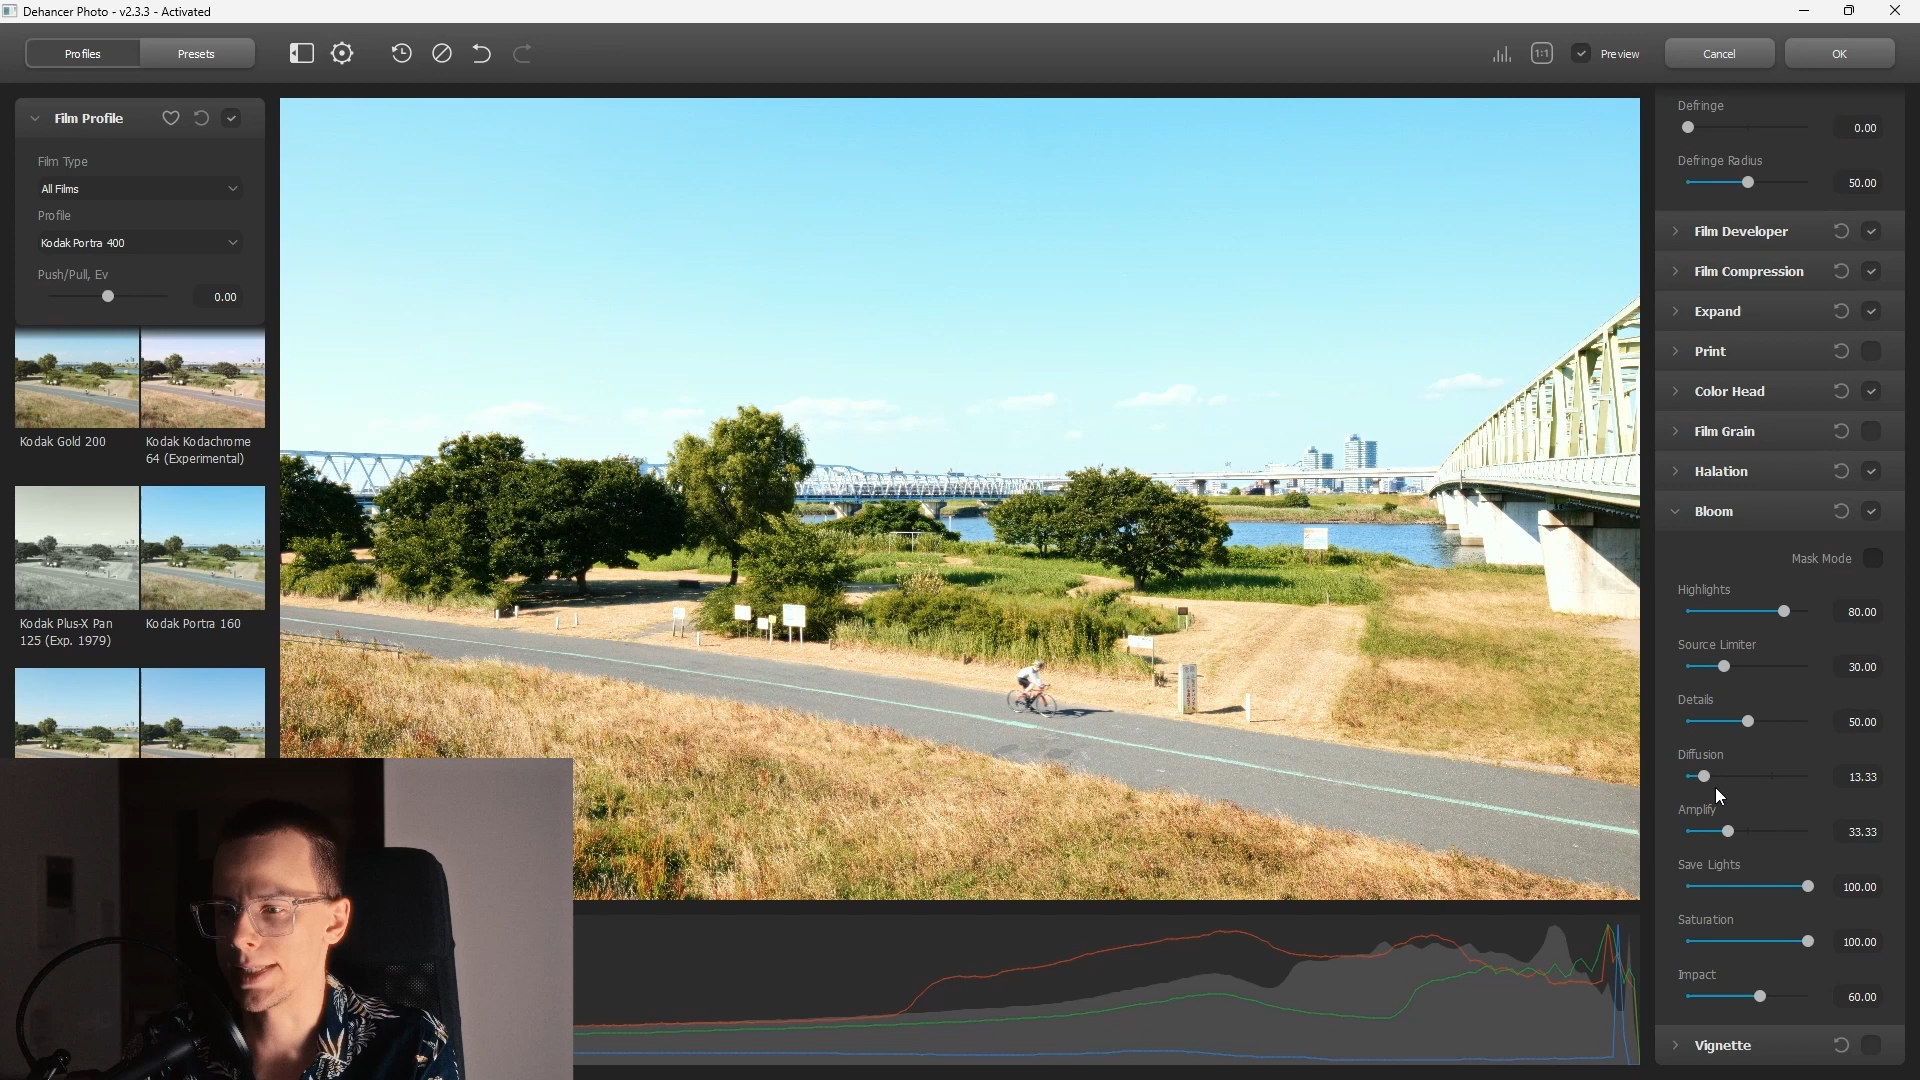 Dehancer Photo - v2.3.3 - Activated
Profiles
Presets
1:1
Preview
Cancel
OK
Film Profile
Film Type
All Films
Profile
Kodak Portra 400
Push/Pull, Ev
0.00
Kodak Gold 200
Kodak Kodachrome
64 (Experimental)
Kodak Plus-X Pan
125 (Exp. 1979)
Kodak Portra 160
Defringe
0.00
Defringe Radius
50.00
Film Developer
Film Compression
Expand
Print
Color Head
Film Grain
Halation
Bloom
Mask Mode
Highlights
80.00
Source Limiter
30.00
Details
50.00
Diffusion
13.33
Amplify
33.33
Save Lights
100.00
Saturation
100.00
Impact
60.00
Vignette